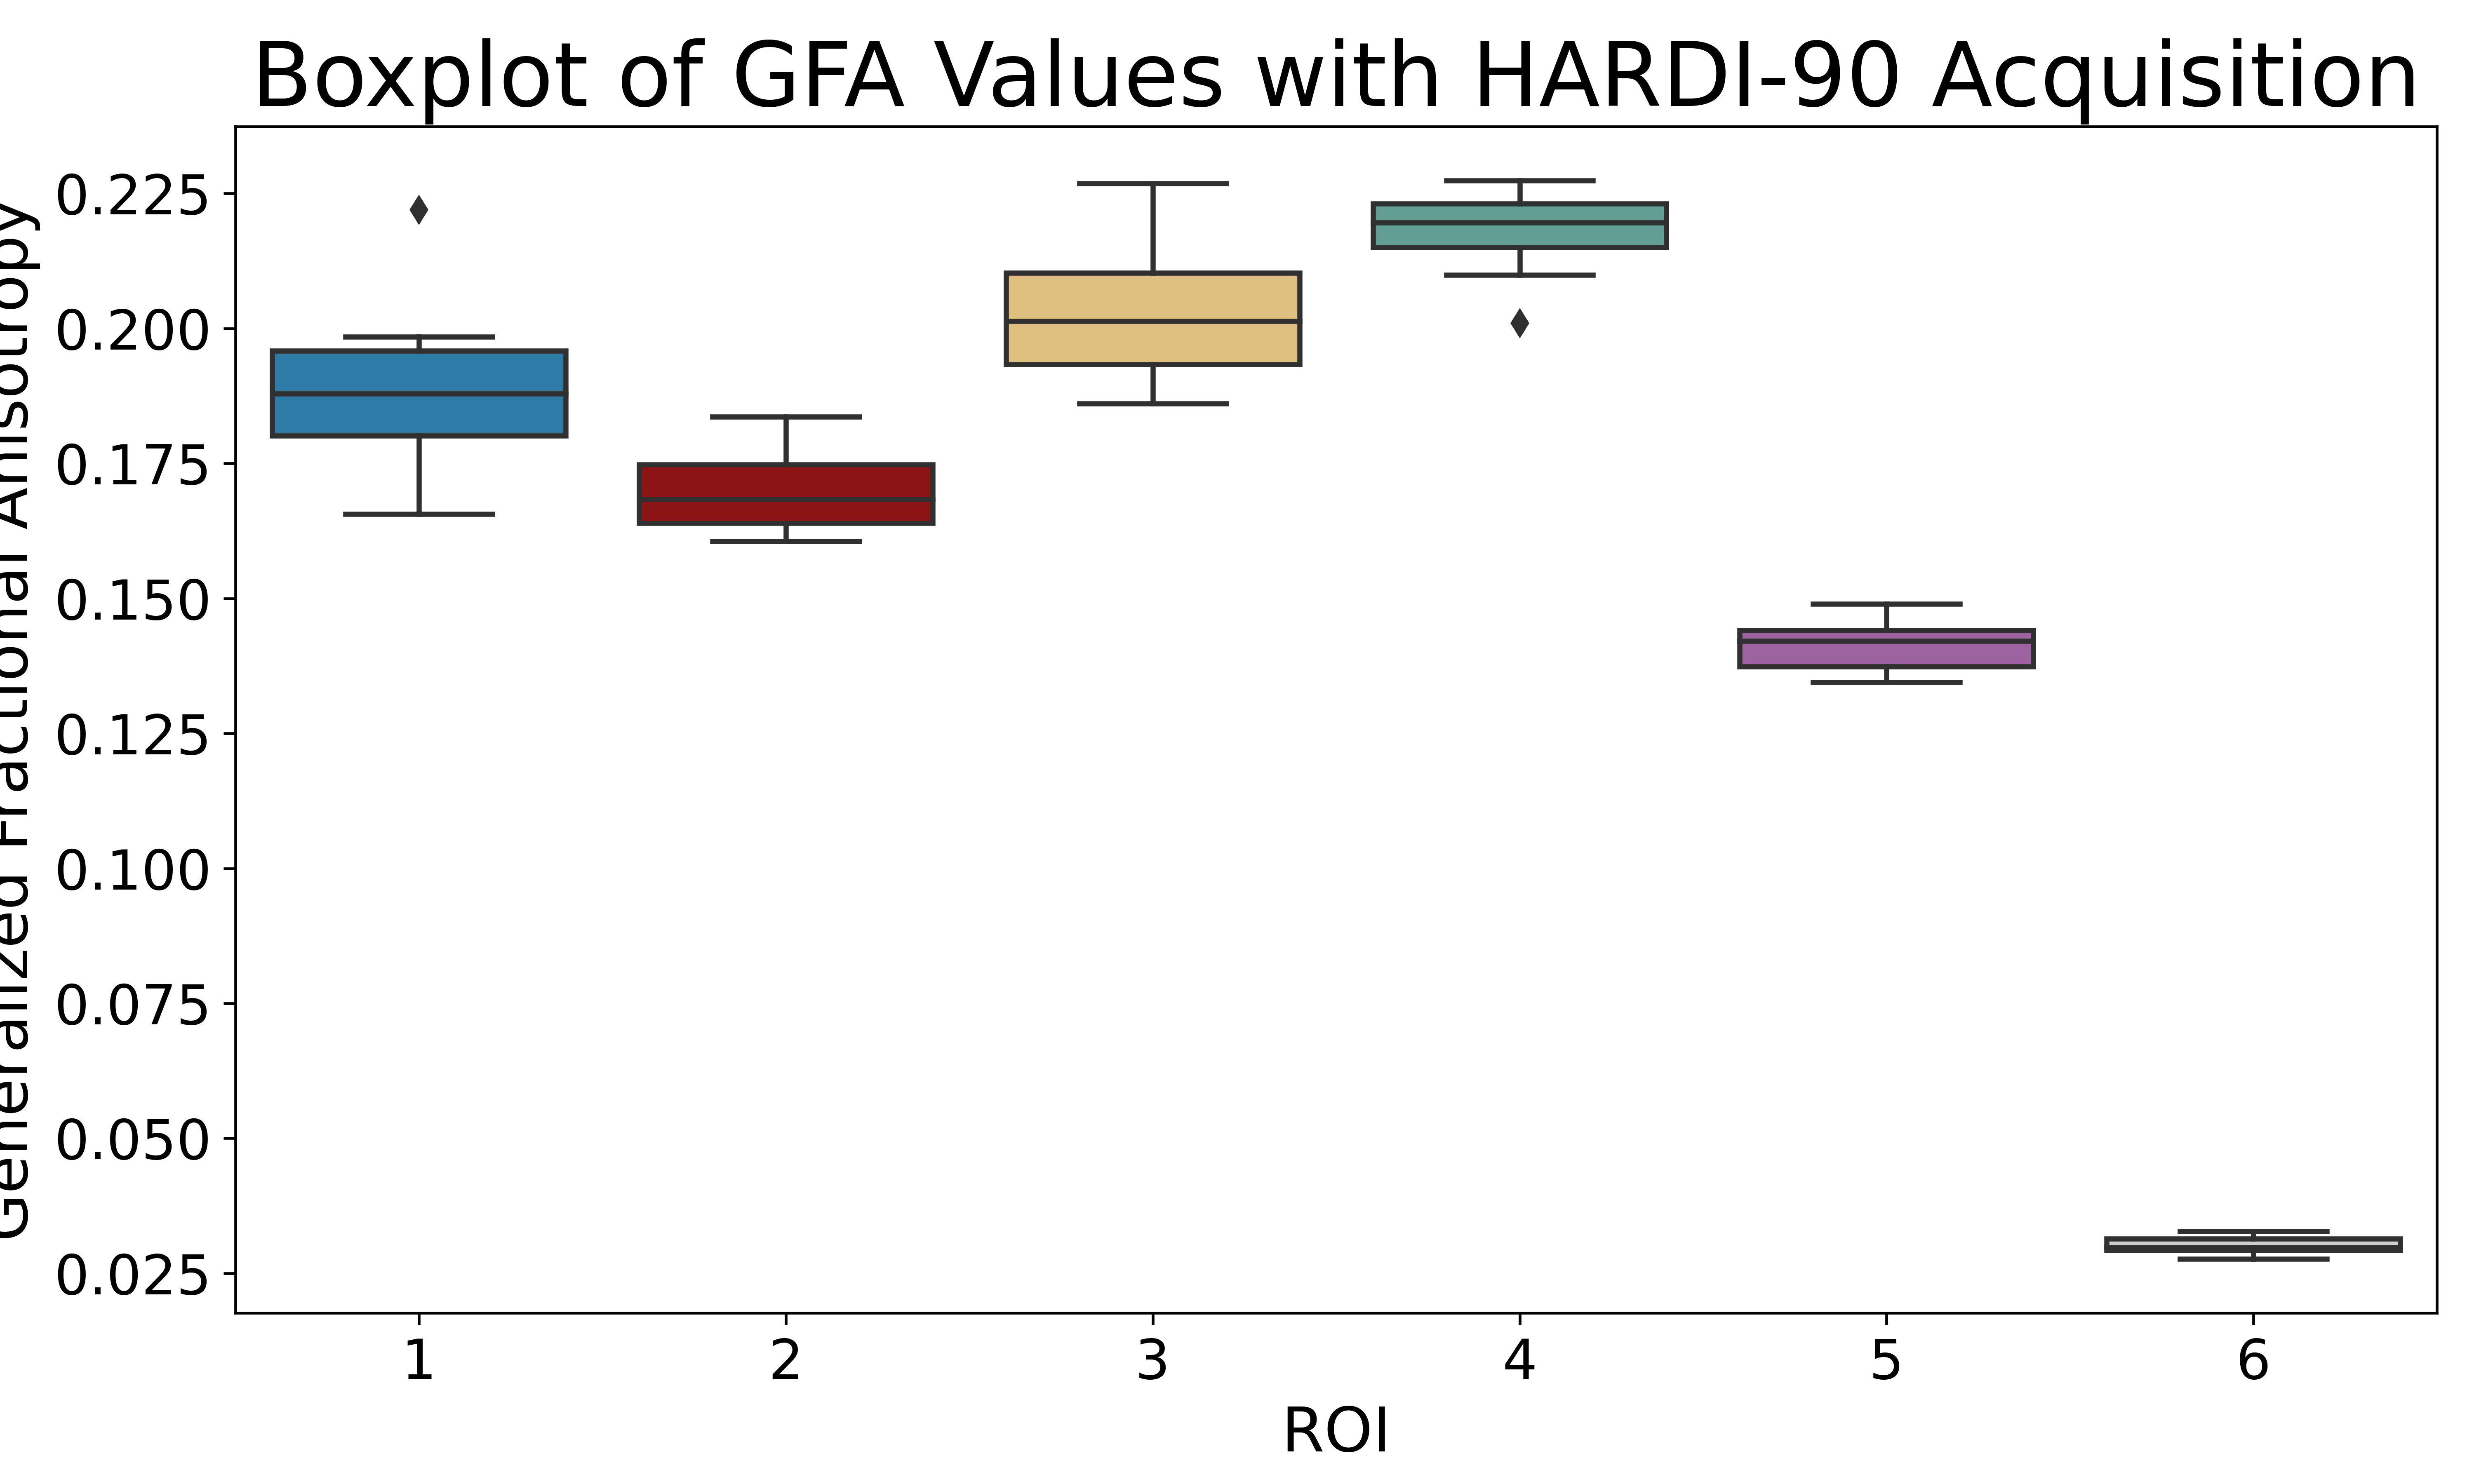 Boxplot of GFA Values with HARDI-90 Acquisition
Generalized Fractional Anisotropy
0.225
0.200
0.175
0.150
0.125
0.100
0.075
0.050
0.025
1 2 3 4 5 6
ROI